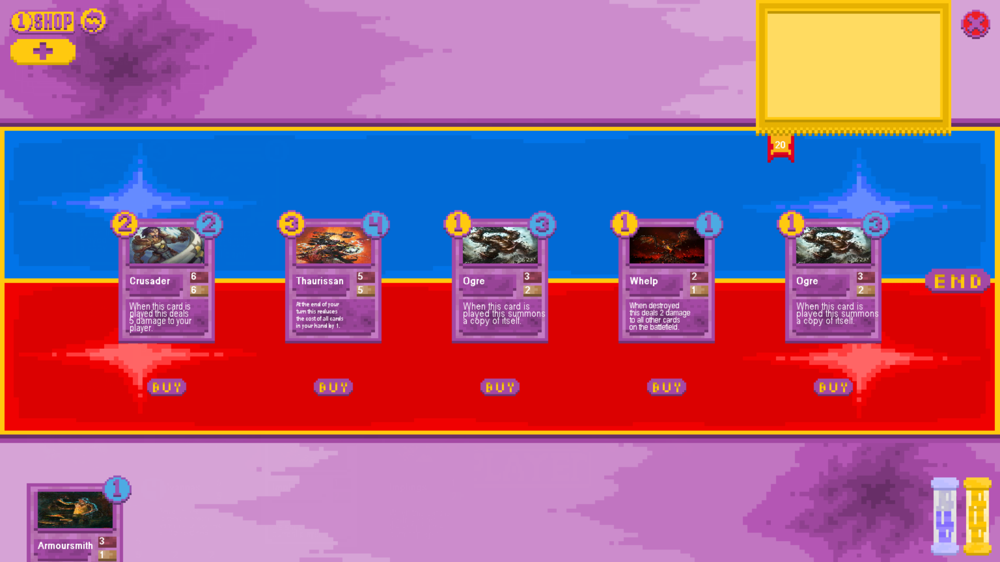 1 SHOP
20
2 2
Crusader
6
6
When this card is
played this deals
5 damage to your
player.
BUY
3 4
Thaurissan
5
5
At the end of your
turn this reduces
the cost of all cards
in your hand by 1.
BUY
1 3
Ogre
3
2
When this card is
played this summons
a copy of itself.
BUY
1 1
Whelp
2
1
When destroyed
this deals 2 damage
to all other cards
on the battlefield.
BUY
1 3
Ogre
3
2
When this card is
played this summons
a copy of itself.
BUY
END
1
Armoursmith
3
1